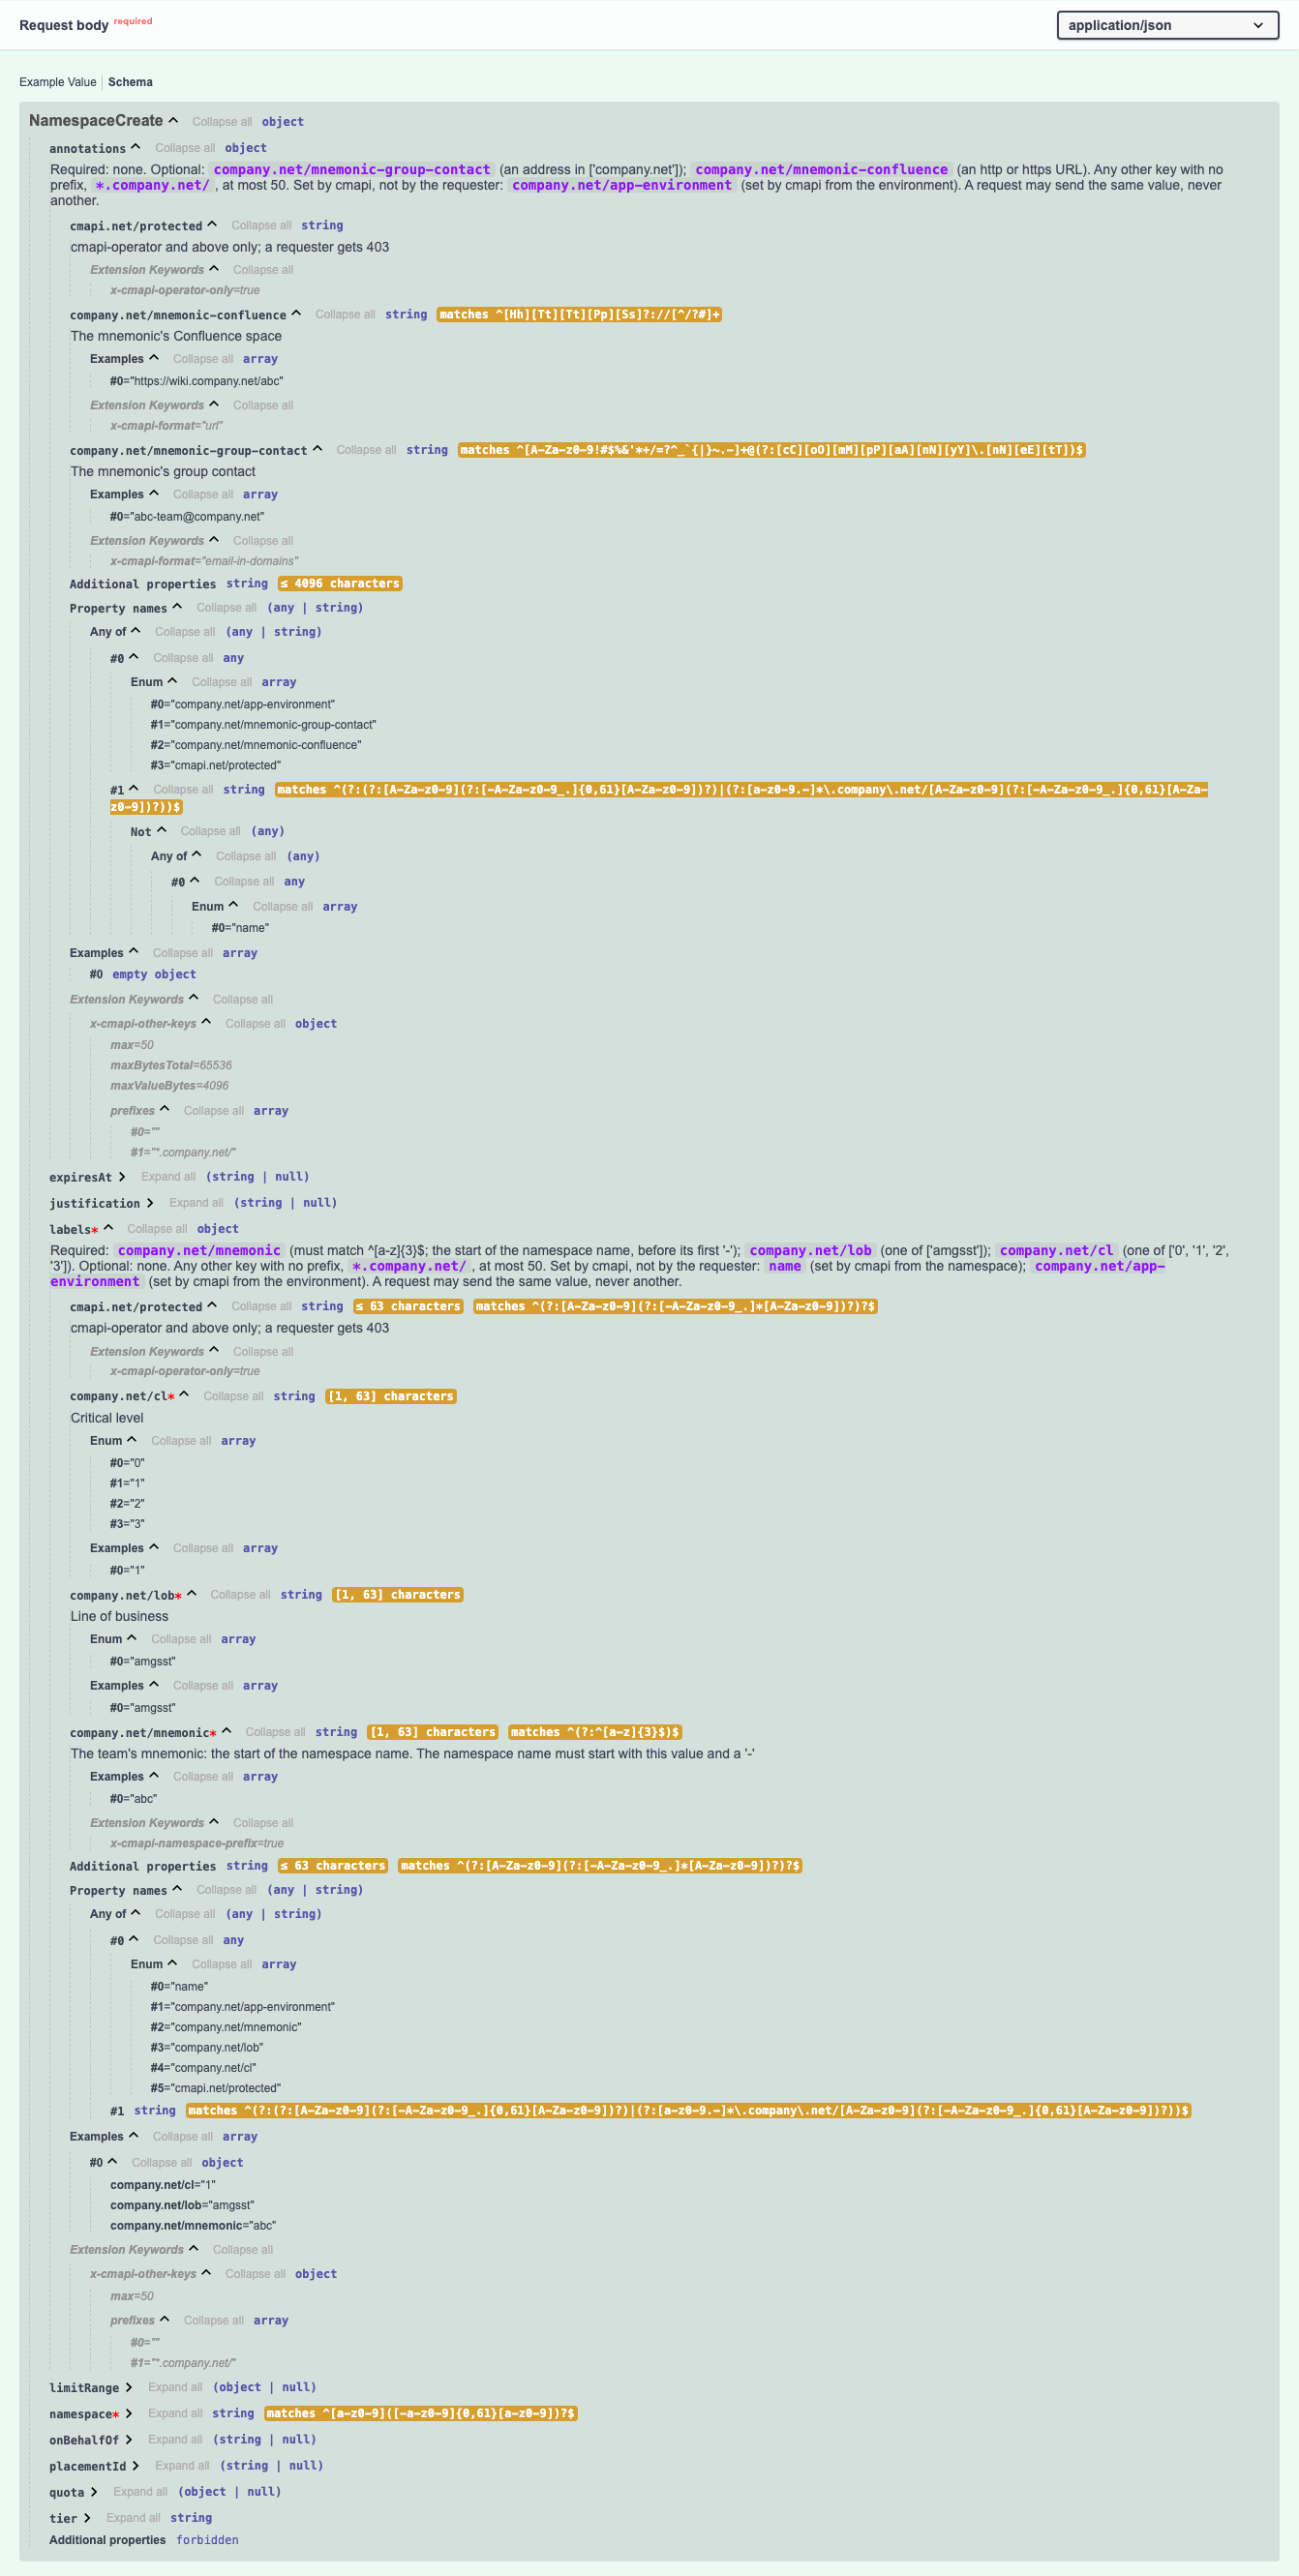 Request body required
application/json
Example Value Schema
NamespaceCreate Collapse all object
annotations Collapse all object
Required: none. Optional: company.net/mnemonic-group-contact (an address in ['company.net']); company.net/mnemonic-confluence (an http or https URL). Any other key with no
prefix, *.company.net/ , at most 50. Set by cmapi, not by the requester: company.net/app-environment (set by cmapi from the environment). A request may send the same value, never
another.
cmapi.net/protected Collapse all string
cmapi-operator and above only; a requester gets 403
Extension Keywords Collapse all
x-cmapi-operator-only=true
company.net/mnemonic-confluence Collapse all string matches ^[Hh][Tt][Tt][Pp][Ss]?://[^/?#]+
The mnemonic's Confluence space
Examples Collapse all array
#0="https://wiki.company.net/abc"
Extension Keywords Collapse all
x-cmapi-format="url"
company.net/mnemonic-group-contact Collapse all string matches ^[A-Za-z0-9!#$%&'*+/=?^_`{|}~.-]+@(?:[cC][oO][mM][pP][aA][nN][yY]\.[nN][eE][tT])$
The mnemonic's group contact
Examples Collapse all array
#0="abc-team@company.net"
Extension Keywords Collapse all
x-cmapi-format="email-in-domains"
Additional properties string ≤ 4096 characters
Property names Collapse all (any | string)
Any of Collapse all (any | string)
#0 Collapse all any
Enum Collapse all array
#0="company.net/app-environment"
#1="company.net/mnemonic-group-contact"
#2="company.net/mnemonic-confluence"
#3="cmapi.net/protected"
#1 Collapse all string matches ^(?:(?:[A-Za-z0-9](?:[-A-Za-z0-9_.]{0,61}[A-Za-z0-9])?)|(?:[a-z0-9.-]*\.company\.net/[A-Za-z0-9](?:[-A-Za-z0-9_.]{0,61}[A-Za-
z0-9])?))$
Not Collapse all (any)
Any of Collapse all (any)
#0 Collapse all any
Enum Collapse all array
#0="name"
Examples Collapse all array
#0 empty object
Extension Keywords Collapse all
x-cmapi-other-keys Collapse all object
max=50
maxBytesTotal=65536
maxValueBytes=4096
prefixes Collapse all array
#0=""
#1="*.company.net/"
expiresAt Expand all (string | null)
justification Expand all (string | null)
labels* Collapse all object
Required: company.net/mnemonic (must match ^[a-z]{3}$; the start of the namespace name, before its first '-'); company.net/lob (one of ['amgsst']); company.net/cl (one of ['0', '1', '2',
'3']). Optional: none. Any other key with no prefix, *.company.net/ , at most 50. Set by cmapi, not by the requester: name (set by cmapi from the namespace); company.net/app-
environment (set by cmapi from the environment). A request may send the same value, never another.
cmapi.net/protected Collapse all string ≤ 63 characters matches ^(?:[A-Za-z0-9](?:[-A-Za-z0-9_.]*[A-Za-z0-9])?)?$
cmapi-operator and above only; a requester gets 403
Extension Keywords Collapse all
x-cmapi-operator-only=true
company.net/cl* Collapse all string [1, 63] characters
Critical level
Enum Collapse all array
#0="0"
#1="1"
#2="2"
#3="3"
Examples Collapse all array
#0="1"
company.net/lob* Collapse all string [1, 63] characters
Line of business
Enum Collapse all array
#0="amgsst"
Examples Collapse all array
#0="amgsst"
company.net/mnemonic* Collapse all string [1, 63] characters matches ^(?:^[a-z]{3}$)$
The team's mnemonic: the start of the namespace name. The namespace name must start with this value and a '-'
Examples Collapse all array
#0="abc"
Extension Keywords Collapse all
x-cmapi-namespace-prefix=true
Additional properties string ≤ 63 characters matches ^(?:[A-Za-z0-9](?:[-A-Za-z0-9_.]*[A-Za-z0-9])?)?$
Property names Collapse all (any | string)
Any of Collapse all (any | string)
#0 Collapse all any
Enum Collapse all array
#0="name"
#1="company.net/app-environment"
#2="company.net/mnemonic"
#3="company.net/lob"
#4="company.net/cl"
#5="cmapi.net/protected"
#1 string matches ^(?:(?:[A-Za-z0-9](?:[-A-Za-z0-9_.]{0,61}[A-Za-z0-9])?)|(?:[a-z0-9.-]*\.company\.net/[A-Za-z0-9](?:[-A-Za-z0-9_.]{0,61}[A-Za-z0-9])?))$
Examples Collapse all array
#0 Collapse all object
company.net/cl="1"
company.net/lob="amgsst"
company.net/mnemonic="abc"
Extension Keywords Collapse all
x-cmapi-other-keys Collapse all object
max=50
prefixes Collapse all array
#0=""
#1="*.company.net/"
limitRange Expand all (object | null)
namespace* Expand all string matches ^[a-z0-9]([-a-z0-9]{0,61}[a-z0-9])?$
onBehalfOf Expand all (string | null)
placementId Expand all (string | null)
quota Expand all (object | null)
tier Expand all string
Additional properties forbidden